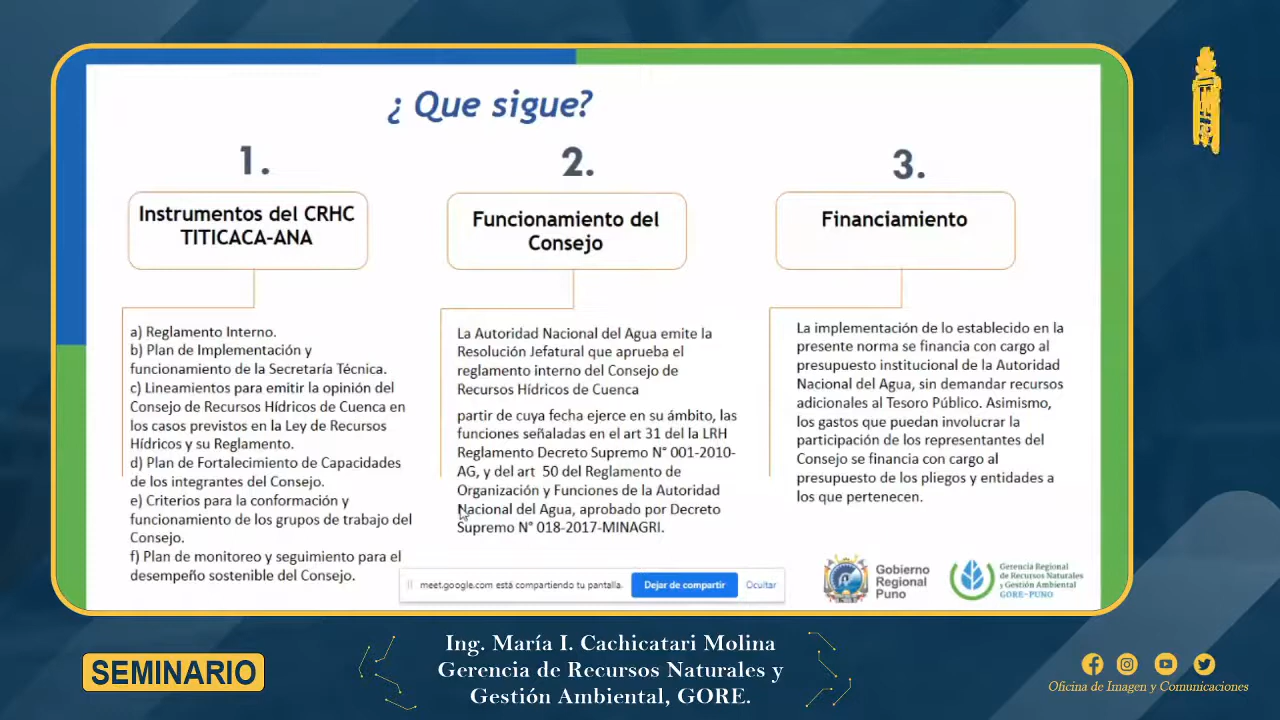 ¿ Que sigue?
1.
Instrumentos del CRHC
TITICACA-ANA
a) Reglamento Interno.
b) Plan de Implementación y
funcionamiento de la Secretaría Técnica.
c) Lineamientos para emitir la opinión del
Consejo de Recursos Hídricos de Cuenca en
los casos previstos en la Ley de Recursos
Hídricos y su Reglamento.
d) Plan de Fortalecimiento de Capacidades
de los integrantes del Consejo.
e) Criterios para la conformación y
funcionamiento de los grupos de trabajo del
Consejo.
f) Plan de monitoreo y seguimiento para el
desempeño sostenible del Consejo.
2.
Funcionamiento del
Consejo
La Autoridad Nacional del Agua emite la
Resolución Jefatural que aprueba el
reglamento interno del Consejo de
Recursos Hídricos de Cuenca
partir de cuya fecha ejerce en su ámbito, las
funciones señaladas en el art 31 del la LRH
Reglamento Decreto Supremo N° 001-2010-
AG, y del art 50 del Reglamento de
Organización y Funciones de la Autoridad
Nacional del Agua, aprobado por Decreto
Supremo N° 018-2017-MINAGRI.
3.
Financiamiento
La implementación de lo establecido en la
presente norma se financia con cargo al
presupuesto institucional de la Autoridad
Nacional del Agua, sin demandar recursos
adicionales al Tesoro Público. Asimismo,
los gastos que puedan involucrar la
participación de los representantes del
Consejo se financia con cargo al
presupuesto de los pliegos y entidades a
los que pertenecen.
meet.google.com está compartiendo tu pantalla.
Dejar de compartir
Ocultar
Gobierno
Regional
Puno
Gerencia Regional
de Recursos Naturales
y Gestión Ambiental
GORE-PUNO
SEMINARIO
Ing. María I. Cachicatari Molina
Gerencia de Recursos Naturales y
Gestión Ambiental, GORE.
Oficina de Imagen y Comunicaciones